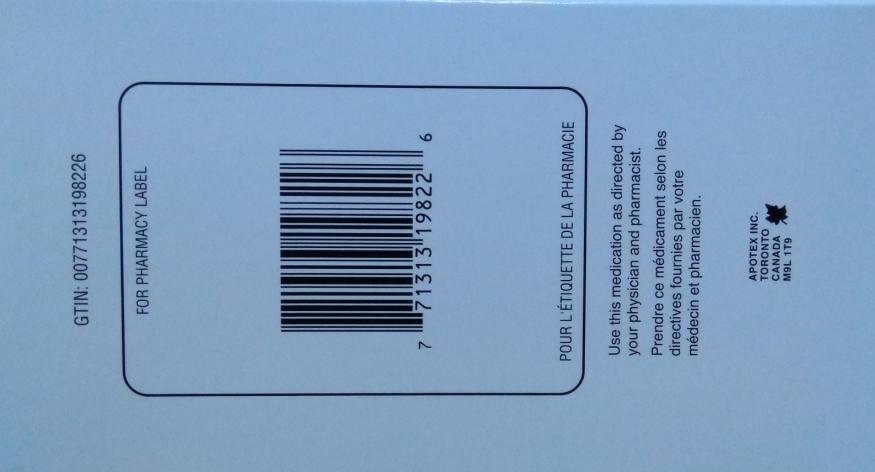 GTIN: 00771313198226
FOR PHARMACY LABEL
7 71313 19822 6
POUR L'ÉTIQUETTE DE LA PHARMACIE
Use this medication as directed by
your physician and pharmacist.
Prendre ce médicament selon les
directives fournies par votre
médecin et pharmacien.
APOTEX INC.
TORONTO
CANADA
M9L 1T9